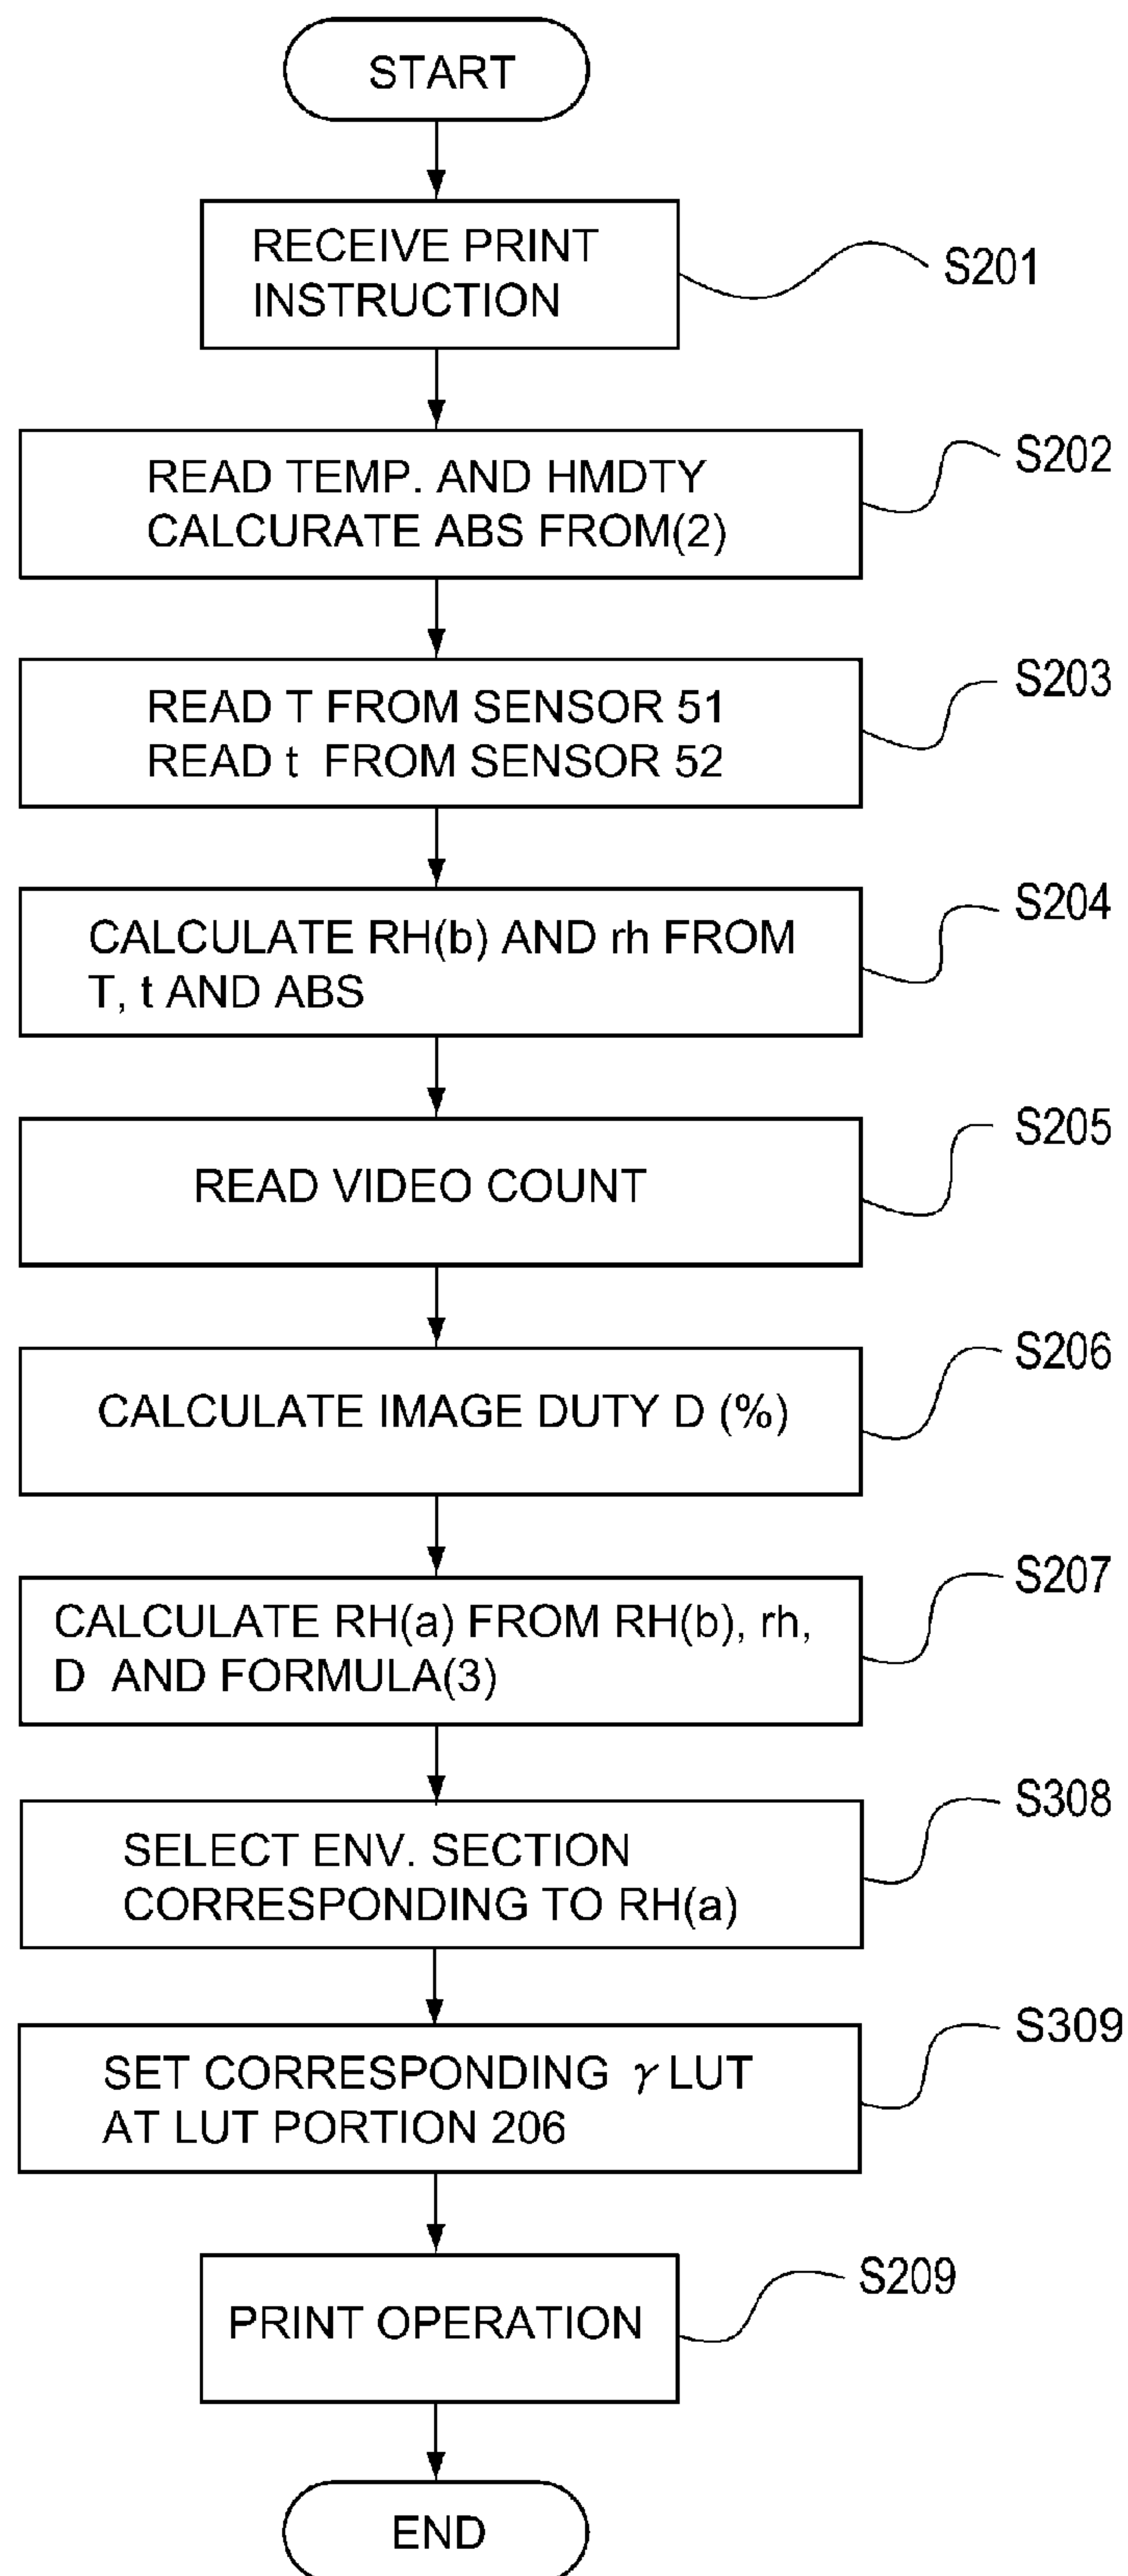 START
RECEIVE PRINT
INSTRUCTION
S201
READ TEMP. AND HMDTY
CALCURATE ABS FROM(2)
S202
READ T FROM SENSOR 51
READ t FROM SENSOR 52
S203
CALCULATE RH(b) AND rh FROM
T, t AND ABS
S204
READ VIDEO COUNT
S205
CALCULATE IMAGE DUTY D (%)
S206
CALCULATE RH(a) FROM RH(b), rh,
D AND FORMULA(3)
S207
SELECT ENV. SECTION
CORRESPONDING TO RH(a)
S308
SET CORRESPONDING γ LUT
AT LUT PORTION 206
S309
PRINT OPERATION
S209
END